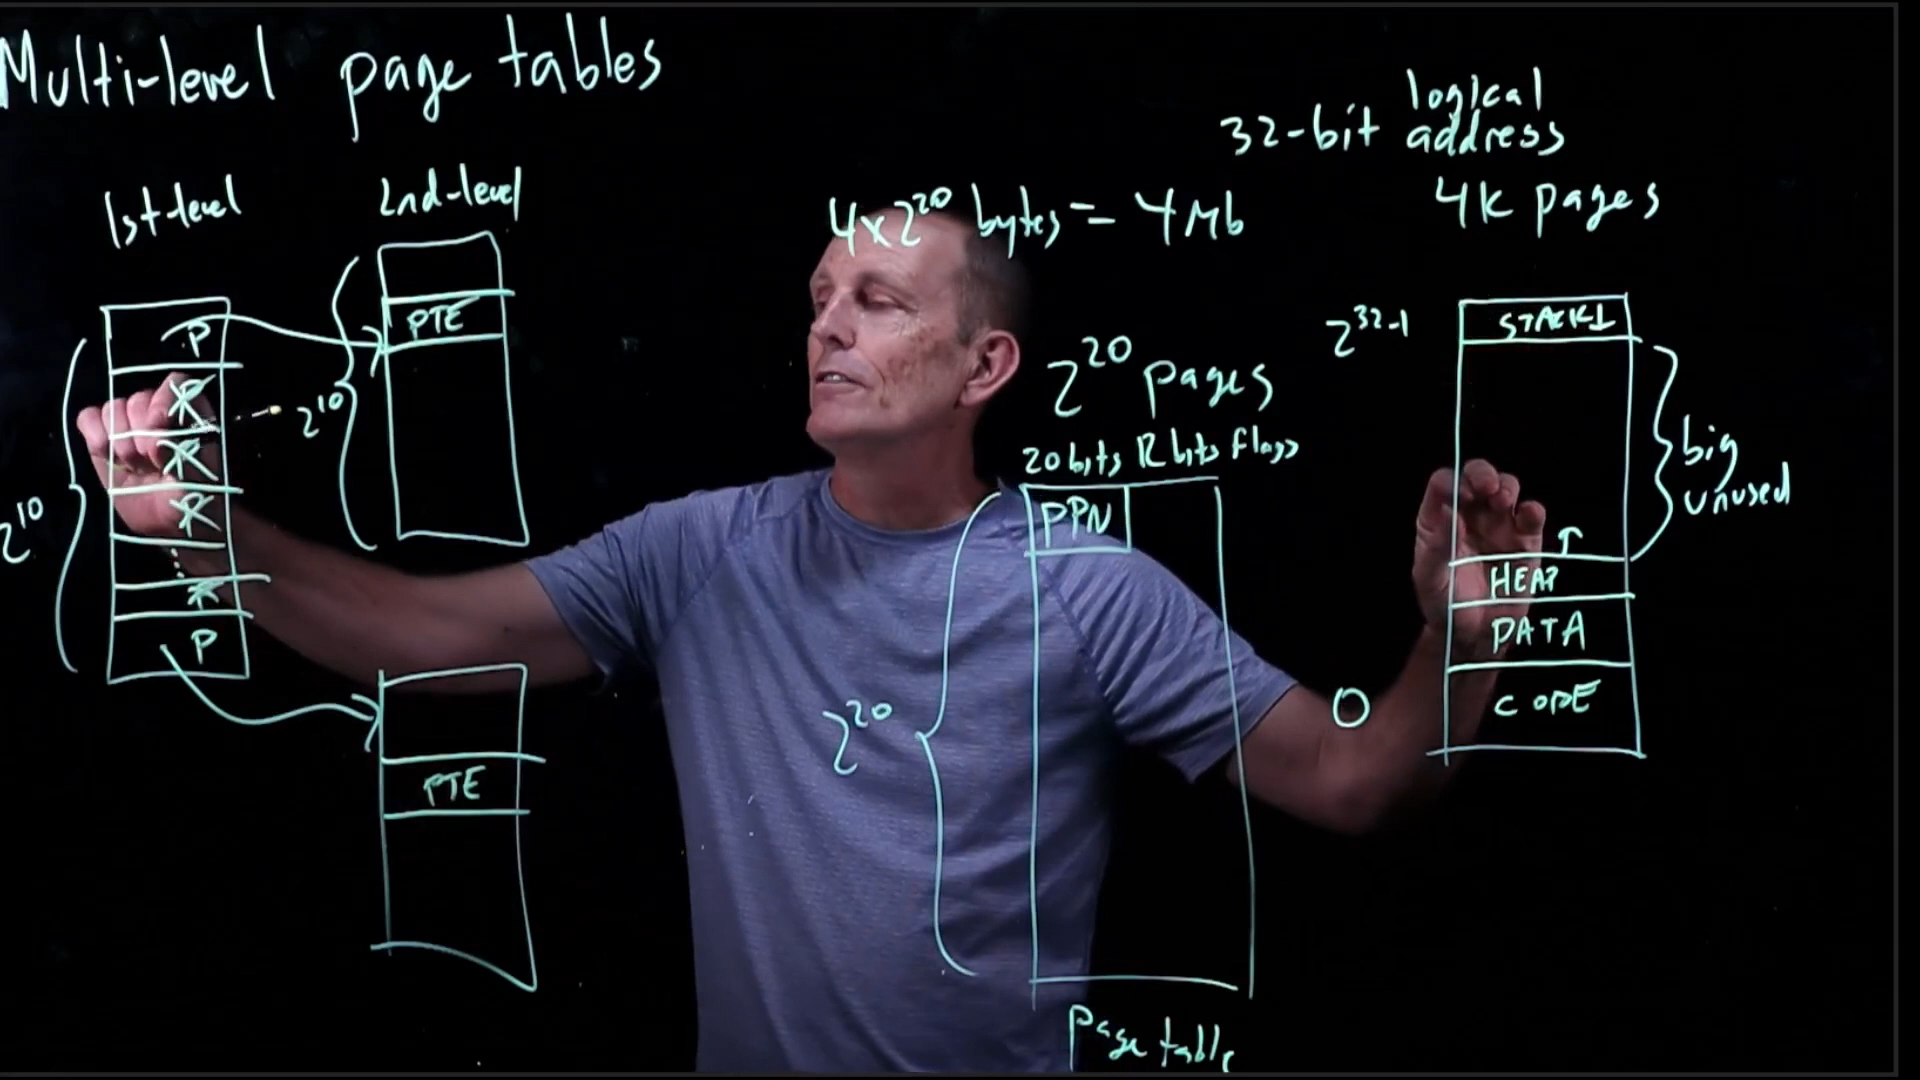 Multi-level page tables
32-bit logical address
4K pages
4x2^20 bytes = 4Mb
1st-level
2nd-level
P
P
P
P
P
2^10
PTE
2^10
PTE
2^20 pages
20 bits 12 bits flags
PPN
2^20
Page table
2^32-1
STACK↓
↑
HEAP
DATA
CODE
0
big
unused